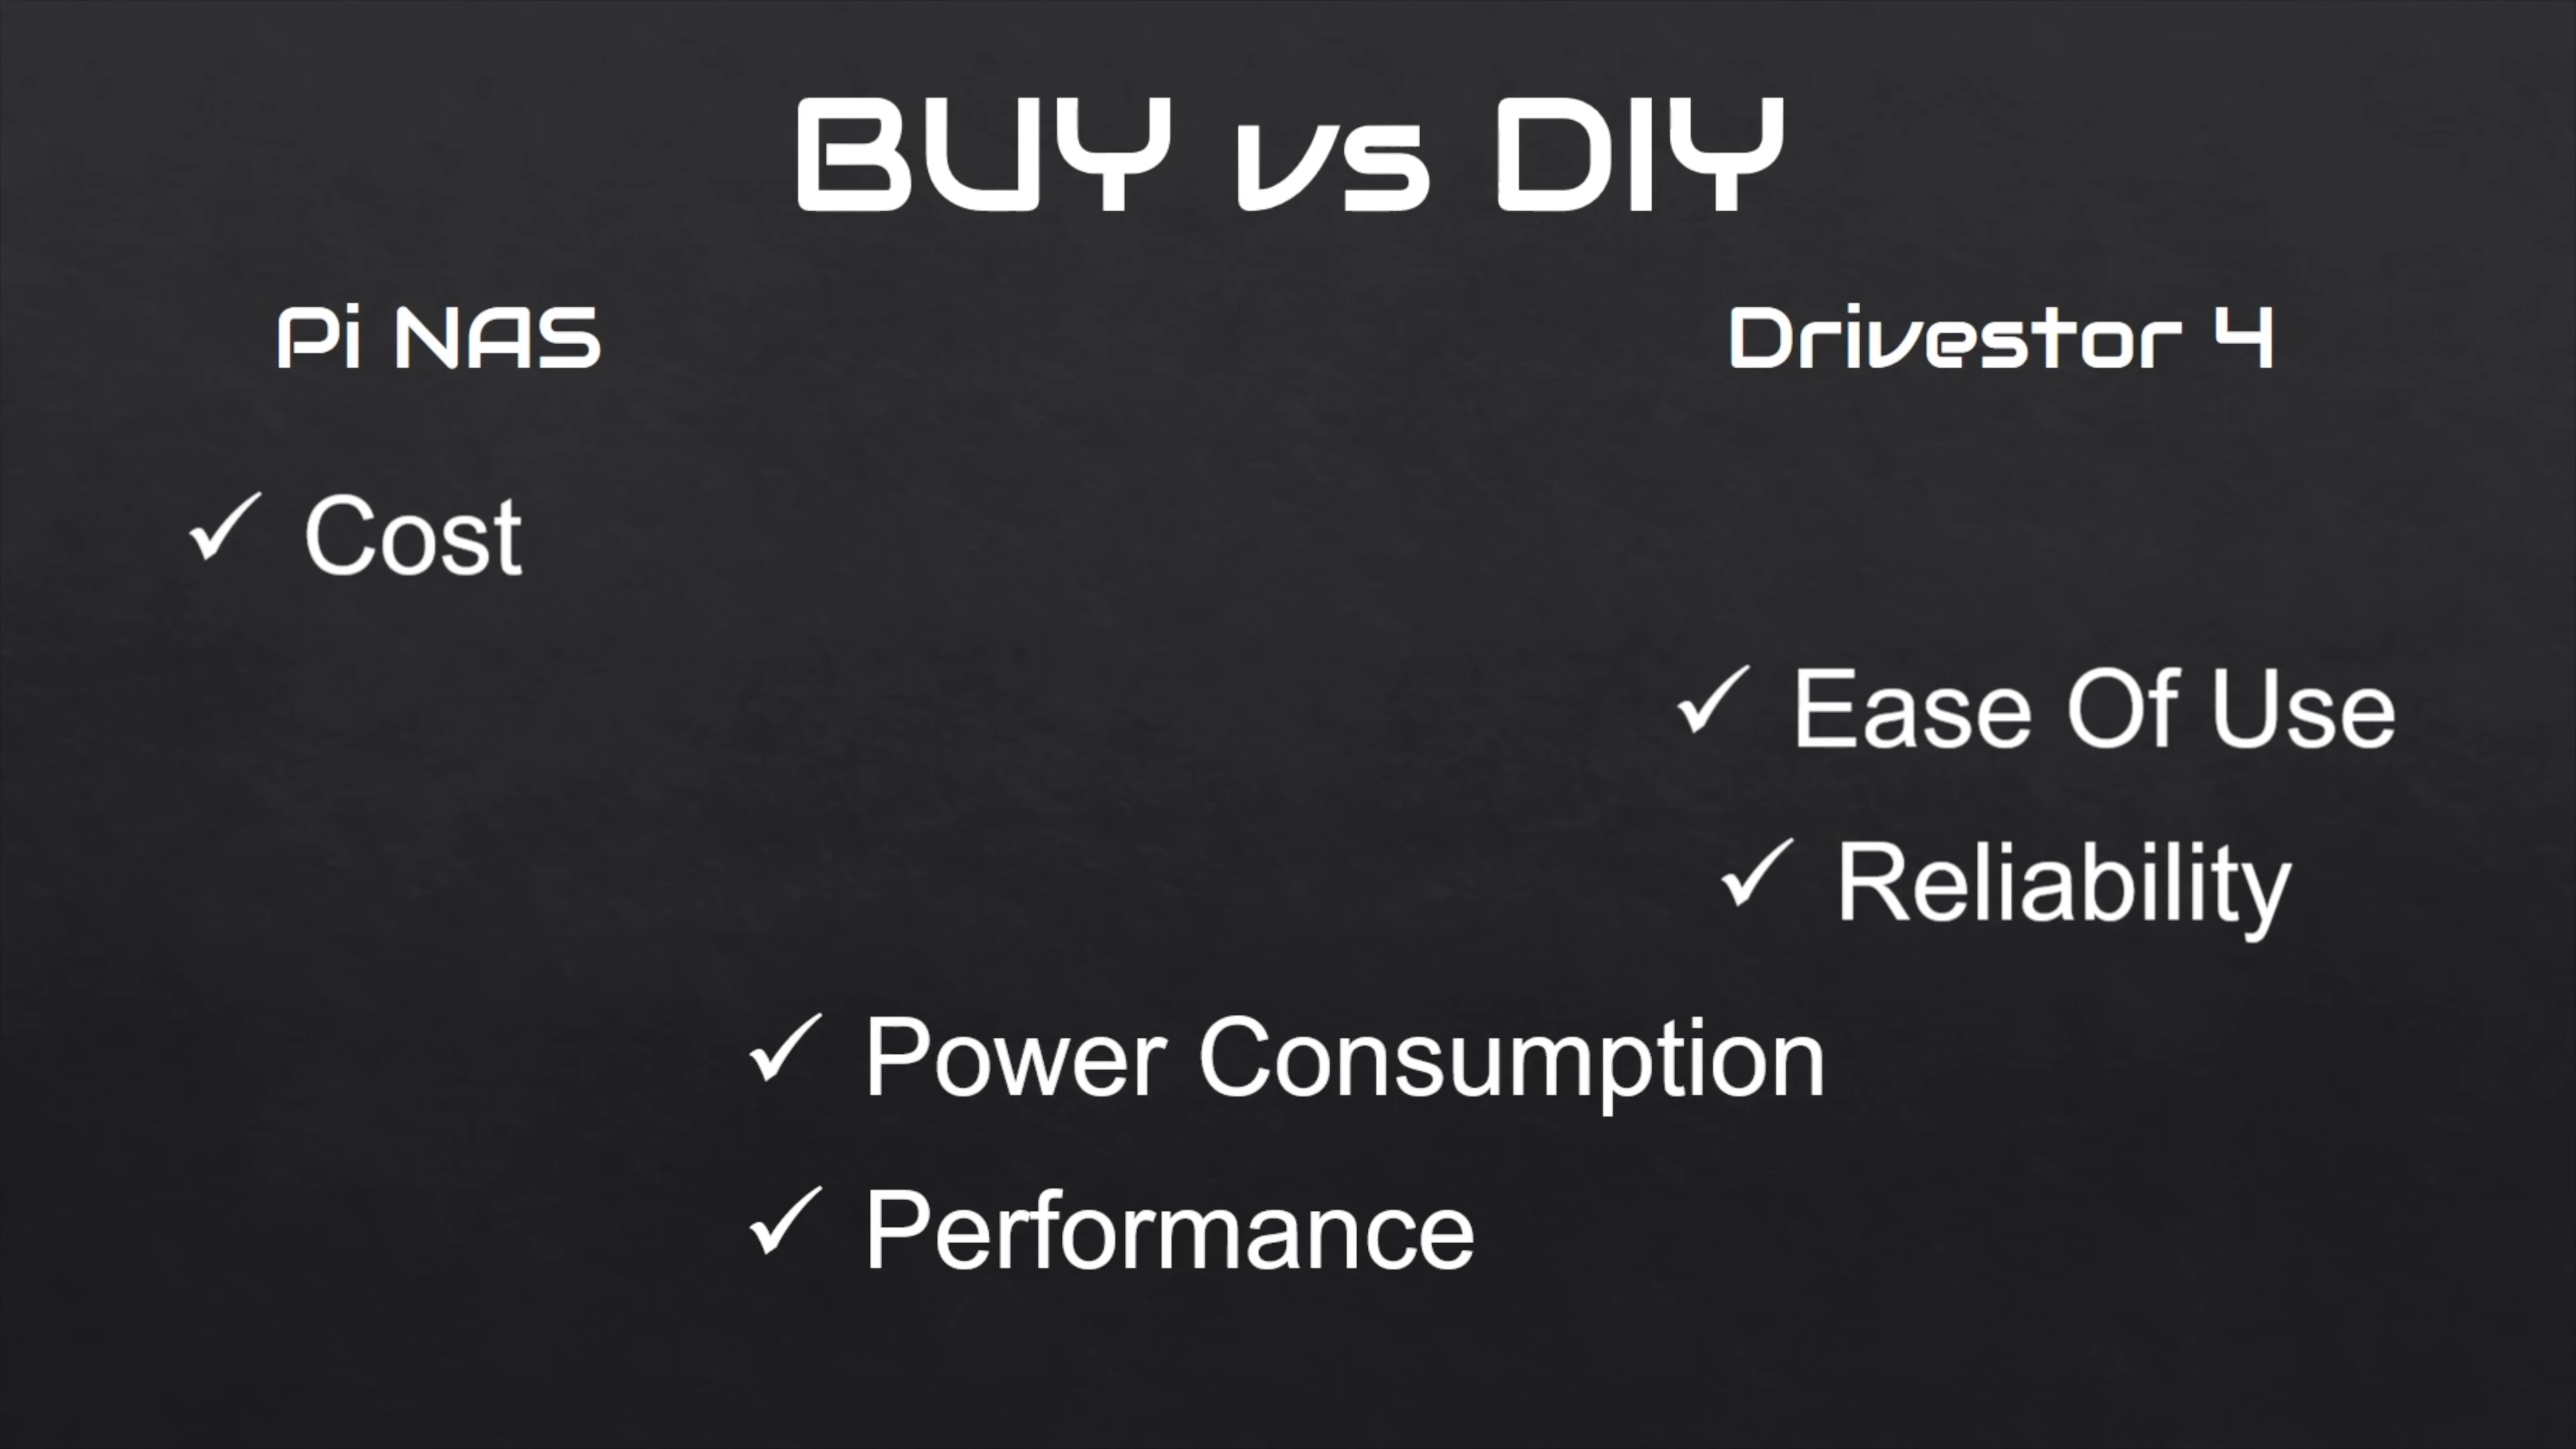 BUY vs DIY
Pi NAS
Drivestor 4
✓ Cost
✓ Ease Of Use
✓ Reliability
✓ Power Consumption
✓ Performance